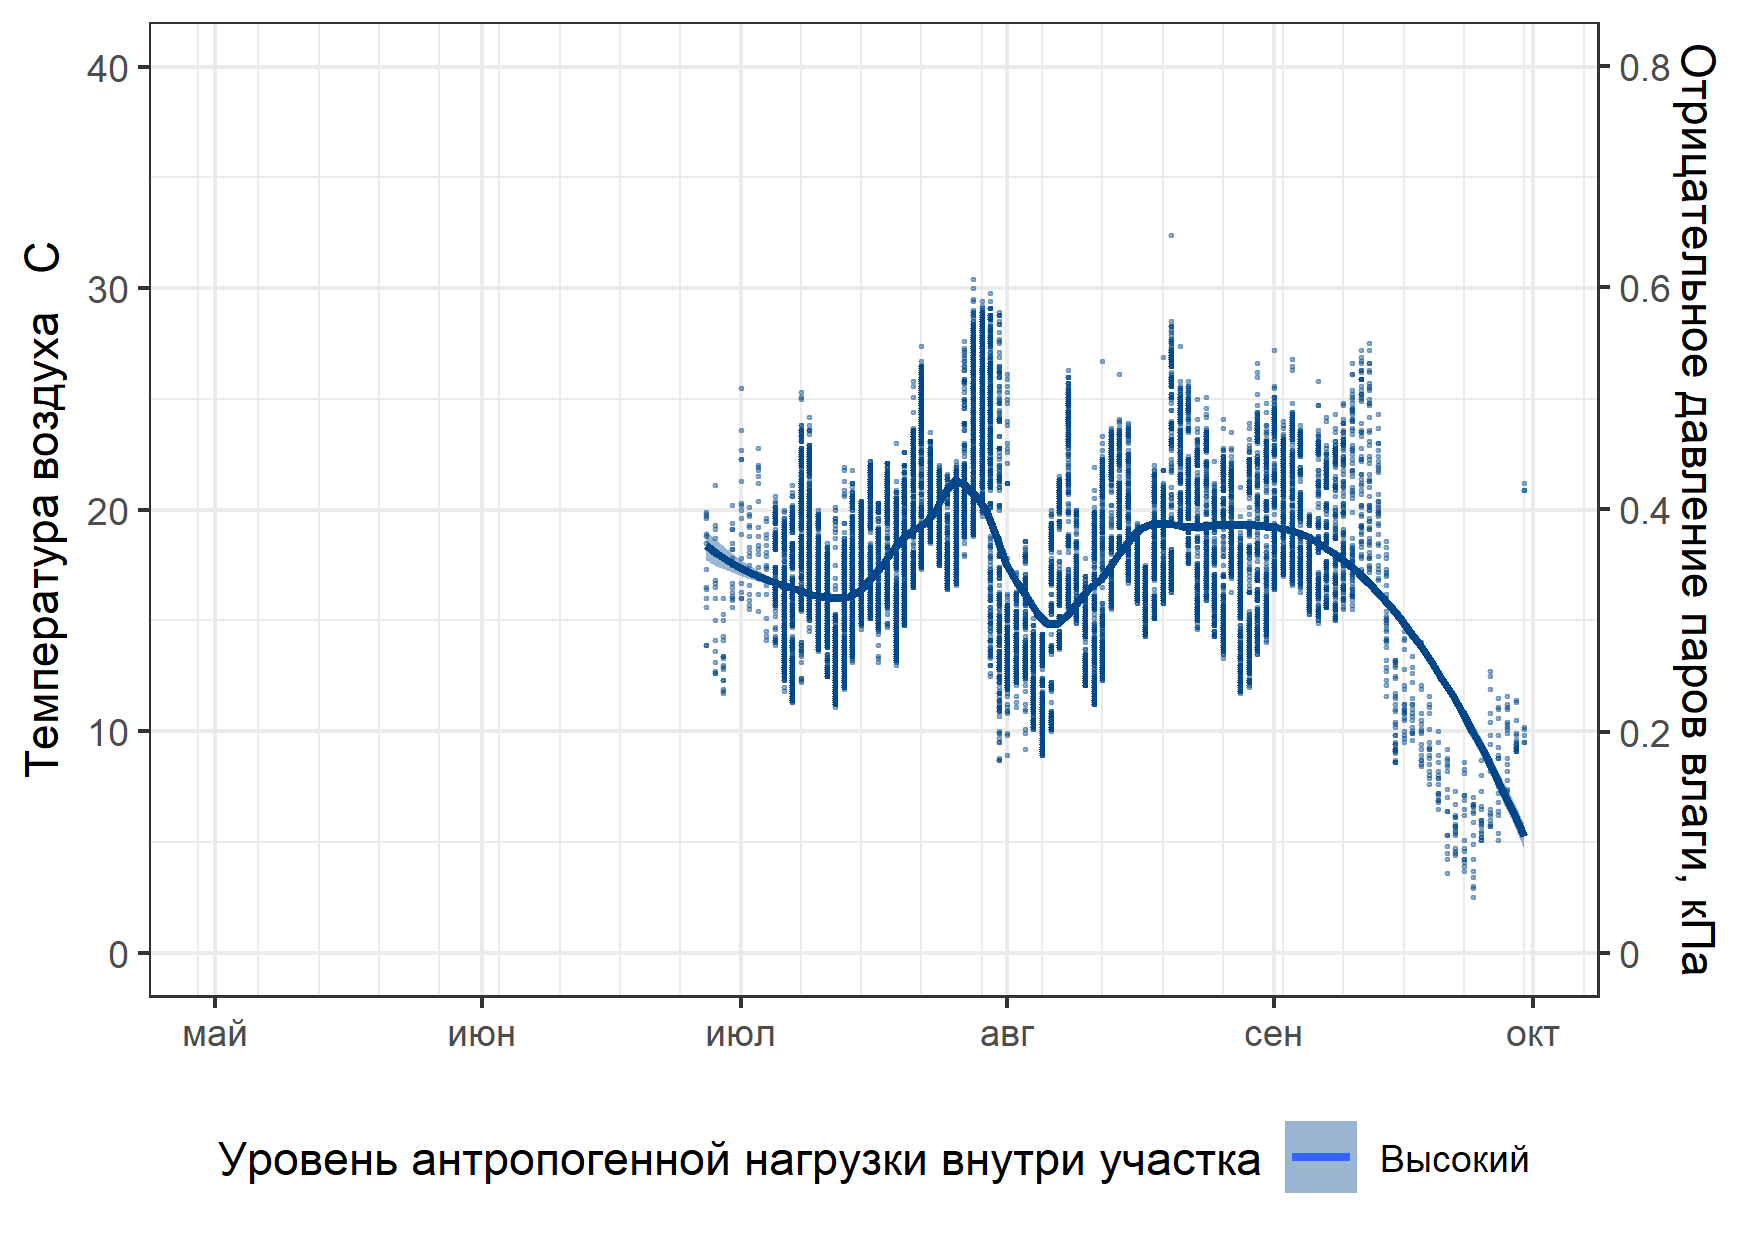 Температура воздуха С
40
30
20
10
0
0.8
0.6
0.4
0.2
0
Отрицательное давление паров влаги, кПа
май июн июл авг сен окт
Уровень антропогенной нагрузки внутри участка Высокий